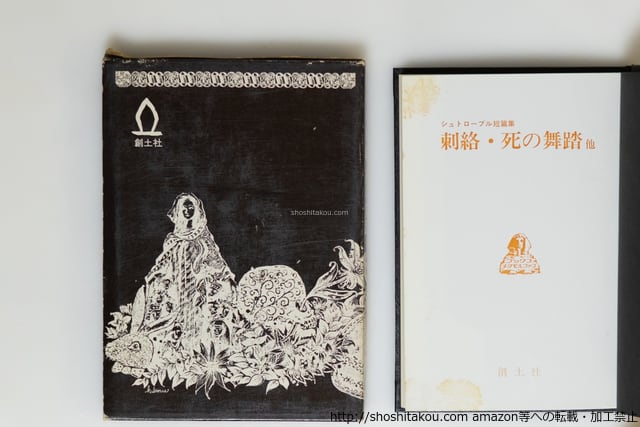 創土社
shoshitakou.com
シュトローブル短篇集
刺絡・死の舞踏 他
創土社
http://shoshitakou.com amazon等への転載・加工禁止